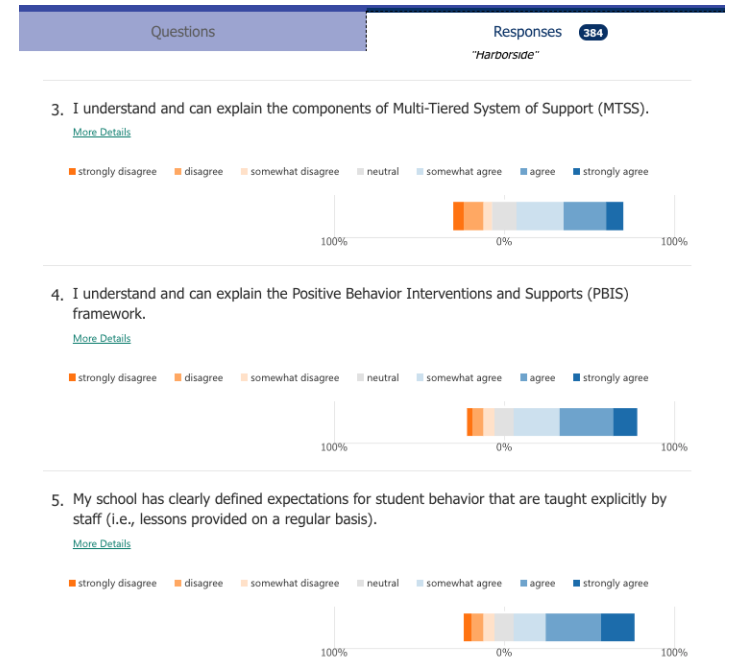 Questions
Responses 384
"Harborside"
3. I understand and can explain the components of Multi-Tiered System of Support (MTSS).
More Details
strongly disagree disagree somewhat disagree neutral somewhat agree agree strongly agree
100% 0% 100%
4. I understand and can explain the Positive Behavior Interventions and Supports (PBIS)
framework.
More Details
strongly disagree disagree somewhat disagree neutral somewhat agree agree strongly agree
100% 0% 100%
5. My school has clearly defined expectations for student behavior that are taught explicitly by
staff (i.e., lessons provided on a regular basis).
More Details
strongly disagree disagree somewhat disagree neutral somewhat agree agree strongly agree
100% 0% 100%